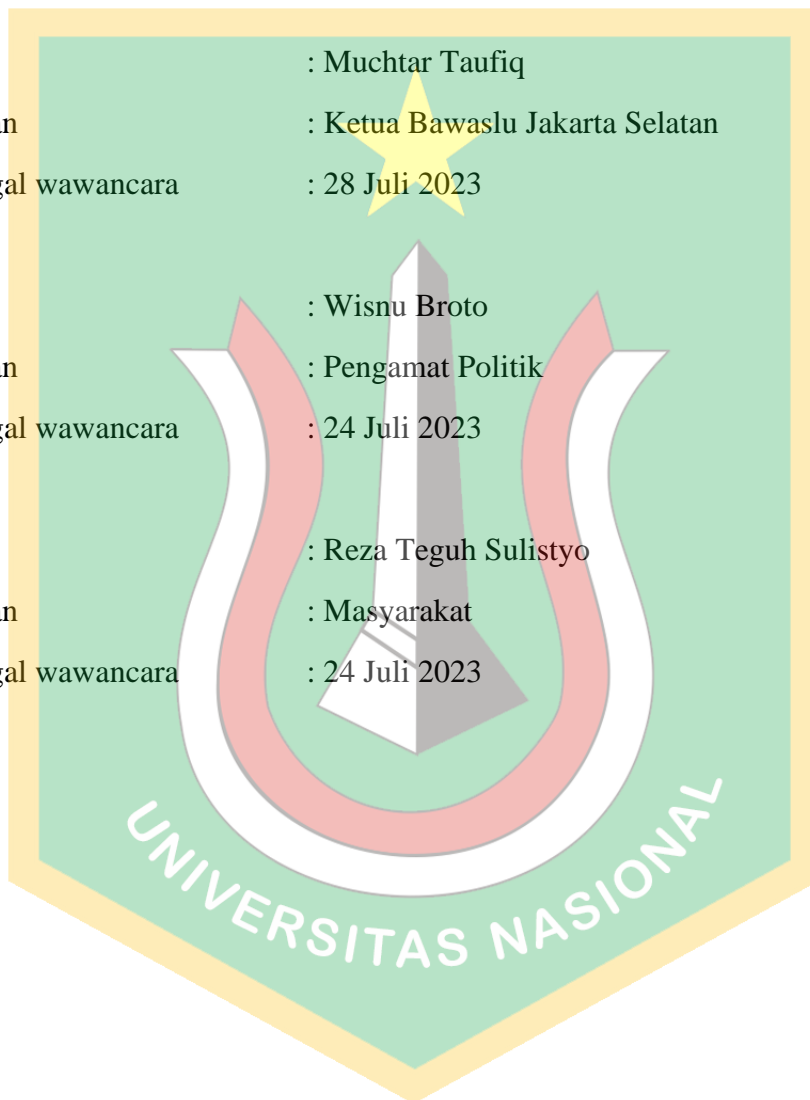 : Muchtar Taufiq
an : Ketua Bawaslu Jakarta Selatan
gal wawancara : 28 Juli 2023
: Wisnu Broto
an : Pengamat Politik
gal wawancara : 24 Juli 2023
: Reza Teguh Sulistyo
an : Masyarakat
gal wawancara : 24 Juli 2023
UNIVERSITAS NASIONAL